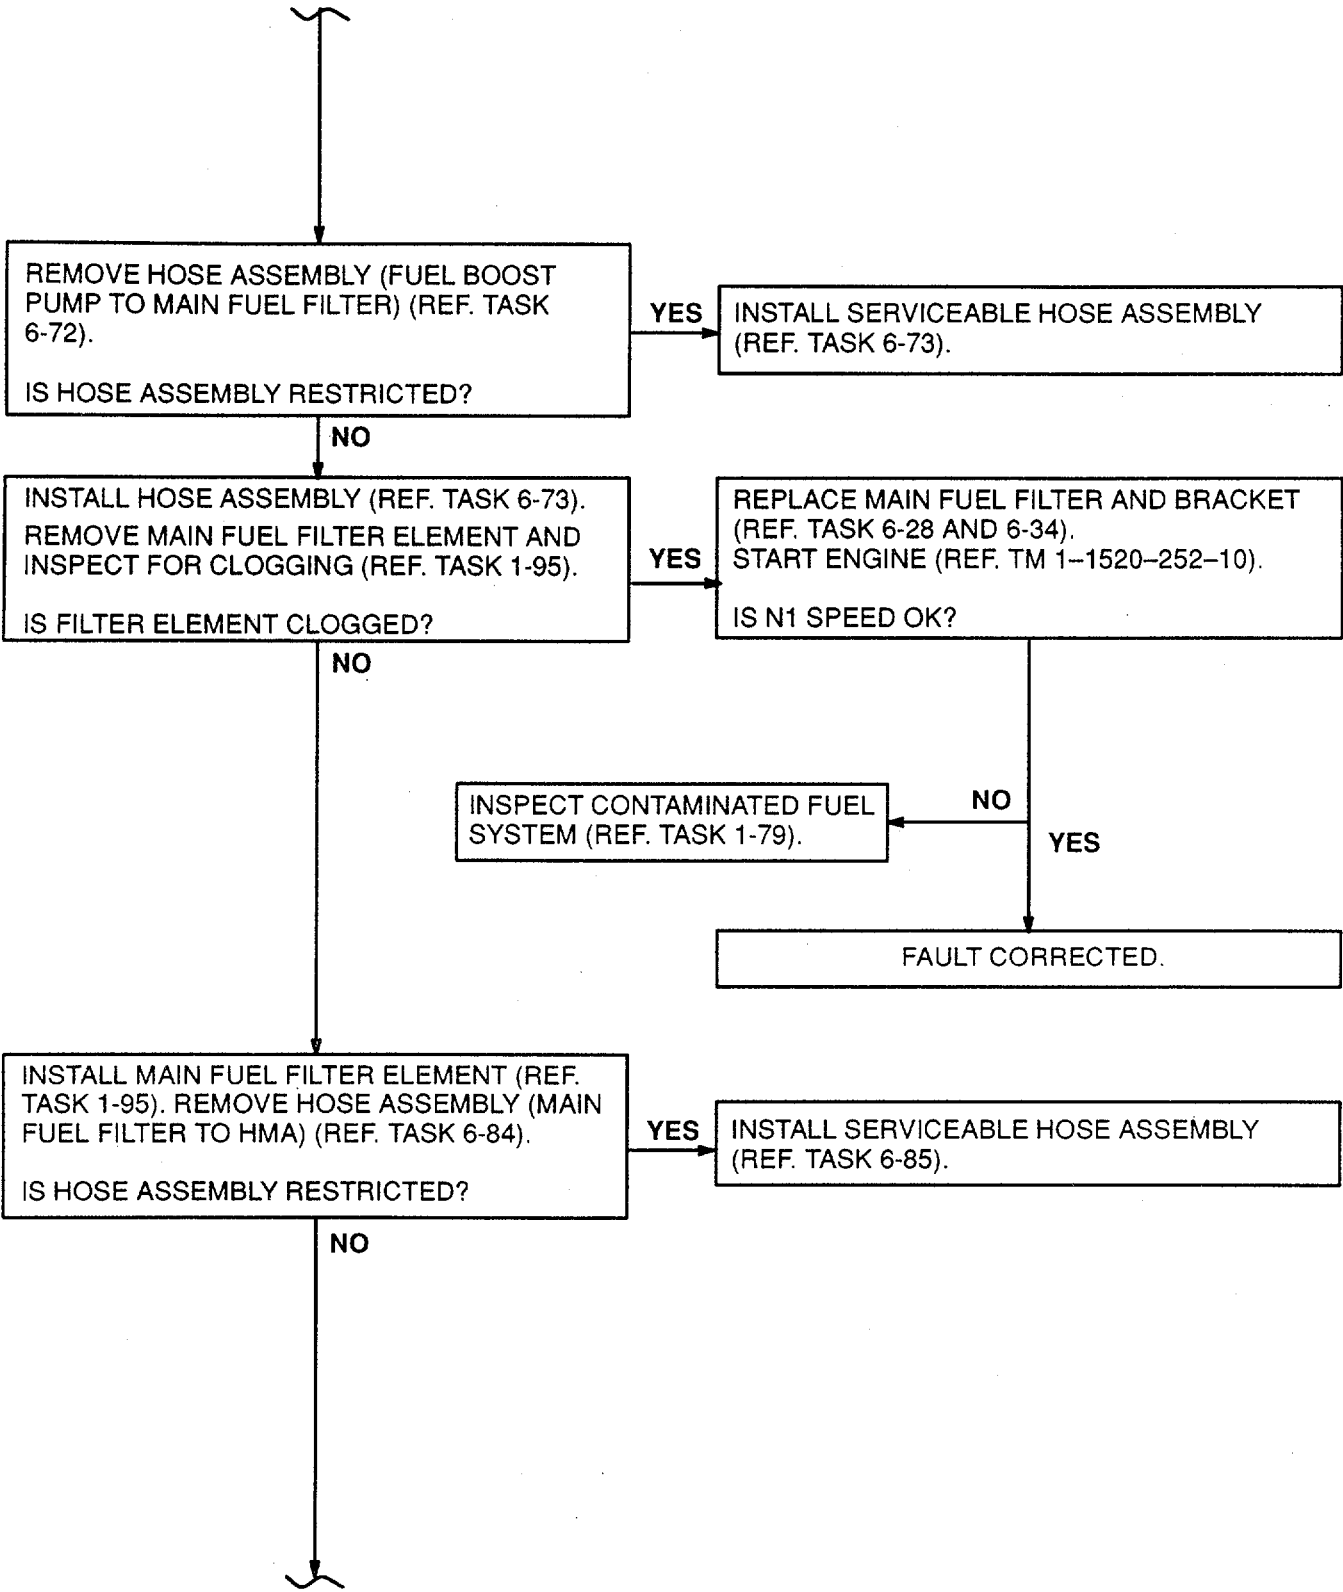 REMOVE HOSE ASSEMBLY (FUEL BOOST
PUMP TO MAIN FUEL FILTER) (REF. TASK
6-72).
IS HOSE ASSEMBLY RESTRICTED?
YES
INSTALL SERVICEABLE HOSE ASSEMBLY
(REF. TASK 6-73).
NO
INSTALL HOSE ASSEMBLY (REF. TASK 6-73).
REMOVE MAIN FUEL FILTER ELEMENT AND
INSPECT FOR CLOGGING (REF. TASK 1-95).
IS FILTER ELEMENT CLOGGED?
YES
REPLACE MAIN FUEL FILTER AND BRACKET
(REF. TASK 6-28 AND 6-34).
START ENGINE (REF. TM 1–1520–252–10).
IS N1 SPEED OK?
NO
NO
INSPECT CONTAMINATED FUEL
SYSTEM (REF. TASK 1-79).
YES
FAULT CORRECTED.
INSTALL MAIN FUEL FILTER ELEMENT (REF.
TASK 1-95). REMOVE HOSE ASSEMBLY (MAIN
FUEL FILTER TO HMA) (REF. TASK 6-84).
IS HOSE ASSEMBLY RESTRICTED?
YES
INSTALL SERVICEABLE HOSE ASSEMBLY
(REF. TASK 6-85).
NO